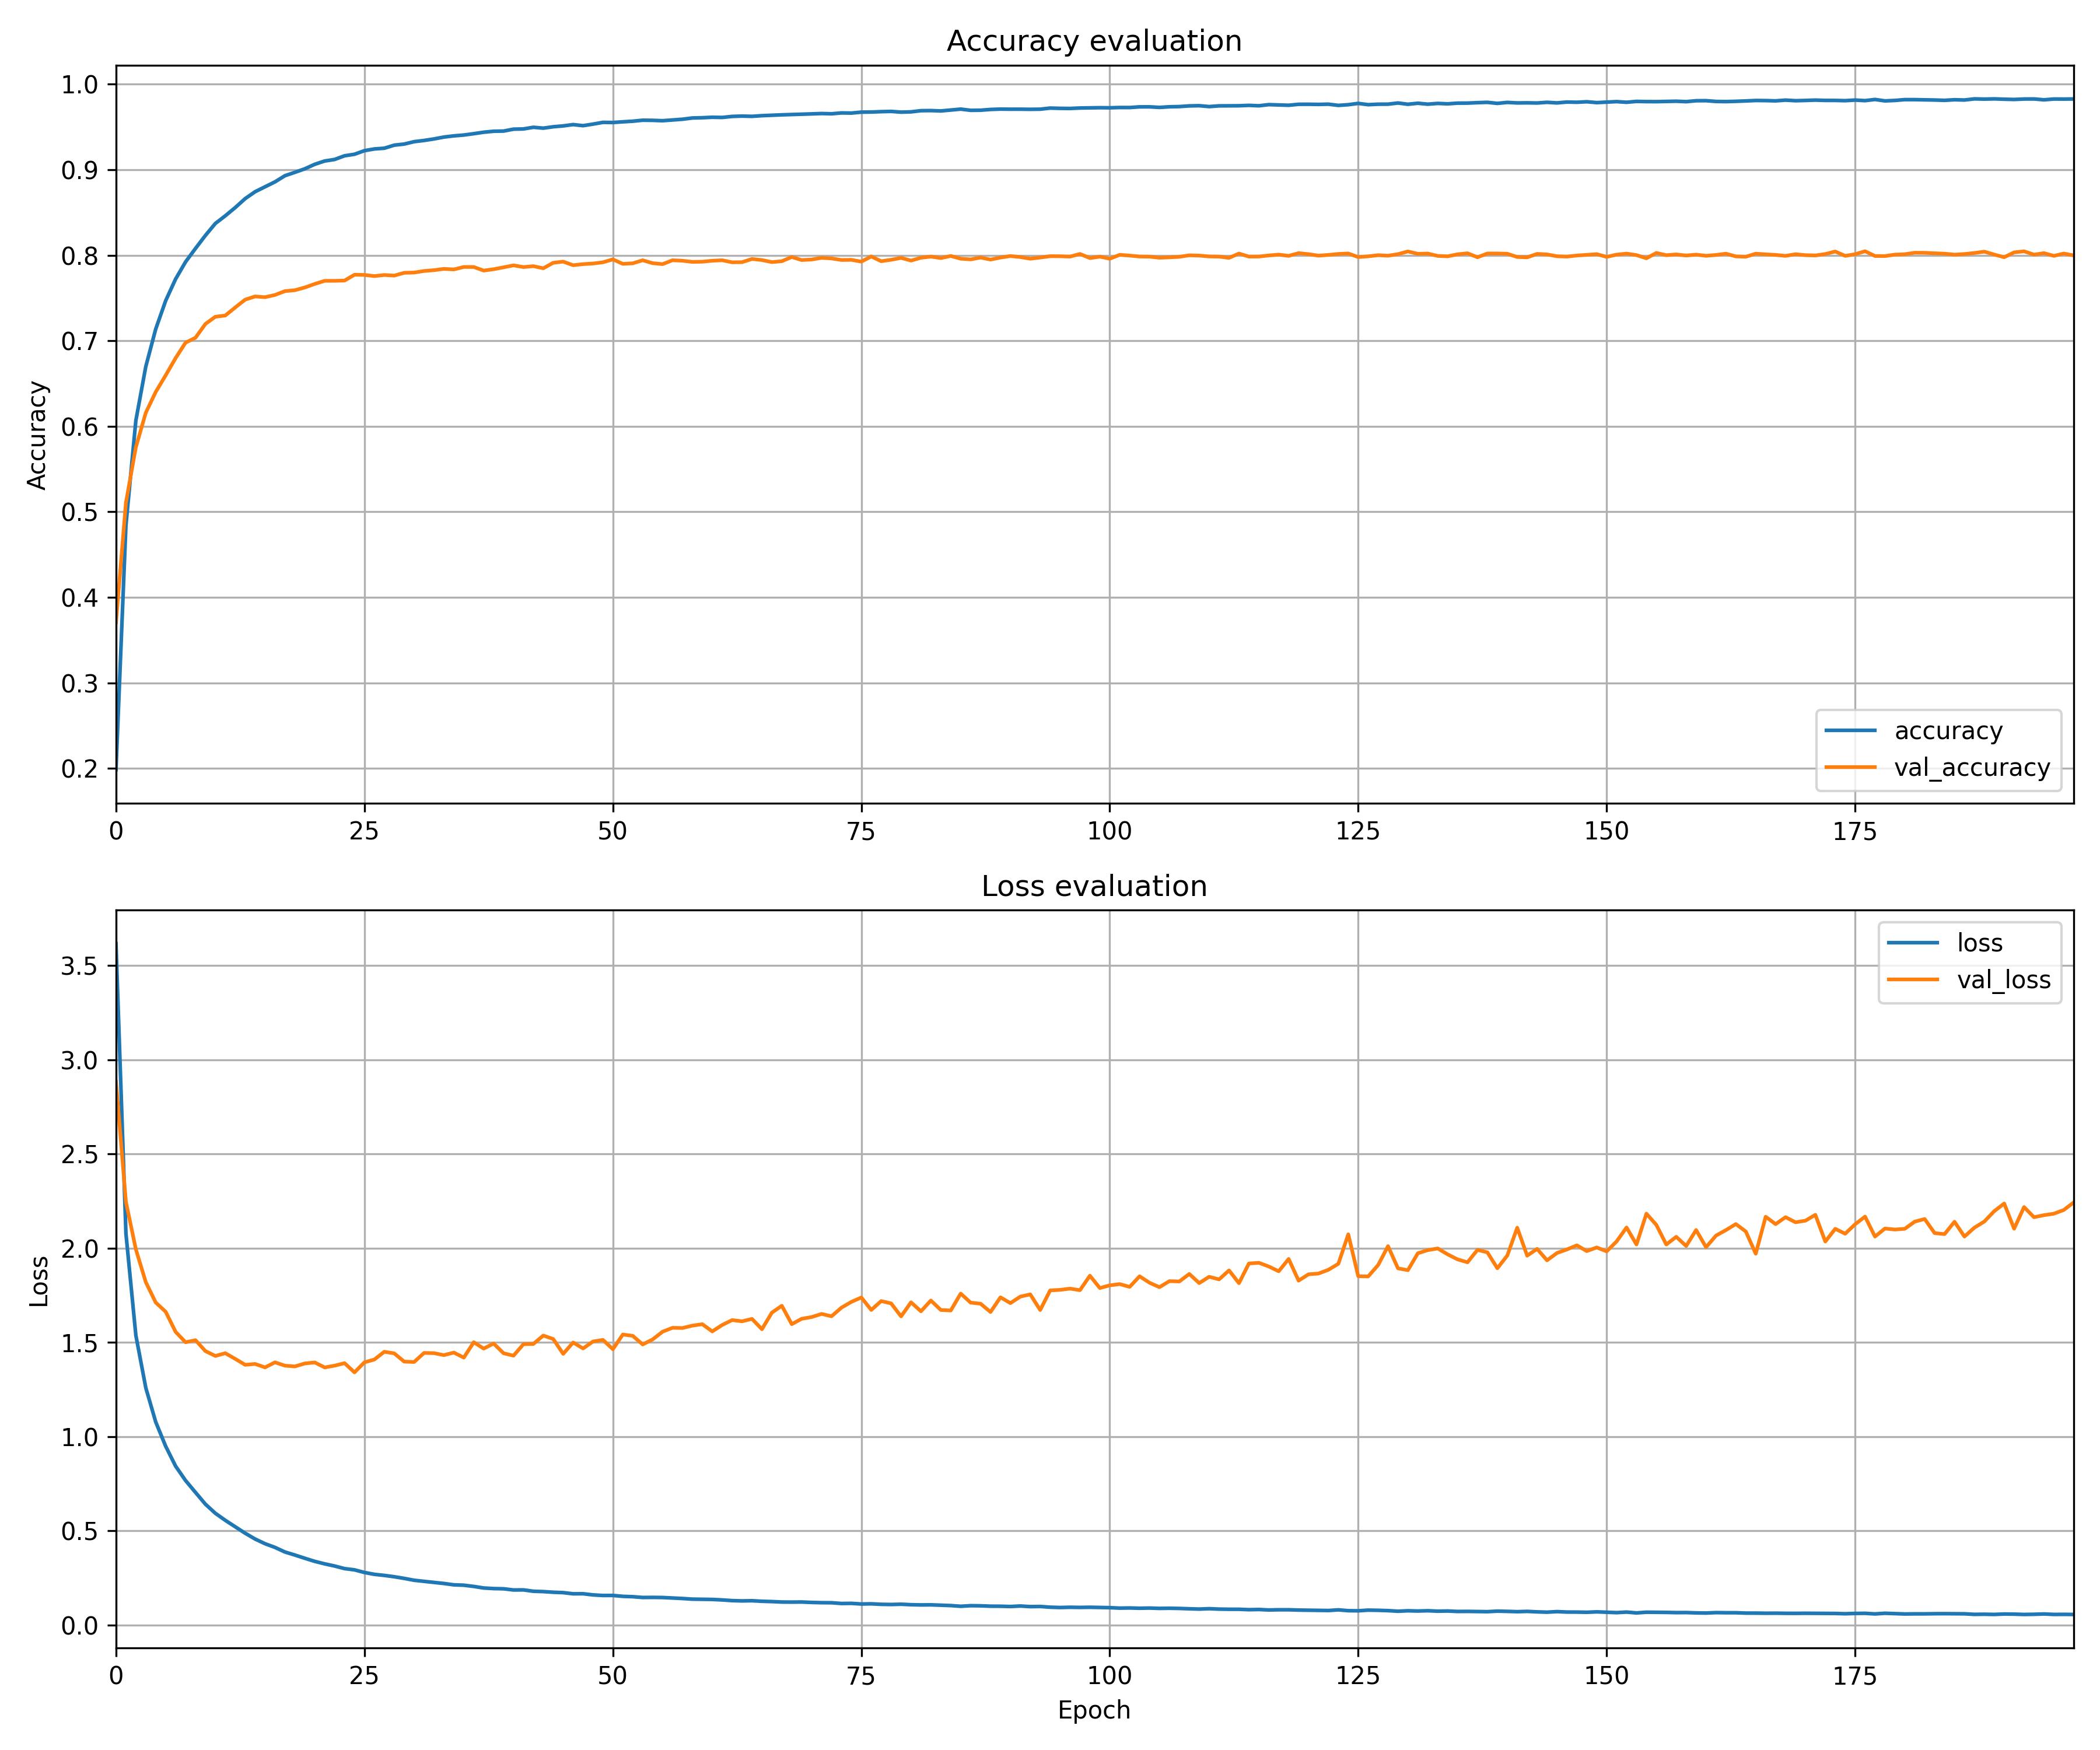 Accuracy evaluation
1.0
0.9
0.8
0.7
0.6
0.5
0.4
0.3
0.2
Accuracy
accuracy
val_accuracy
0 25 50 75 100 125 150 175
Loss evaluation
3.5
3.0
2.5
2.0
1.5
1.0
0.5
0.0
Loss
loss
val_loss
0 25 50 75 100 125 150 175
Epoch